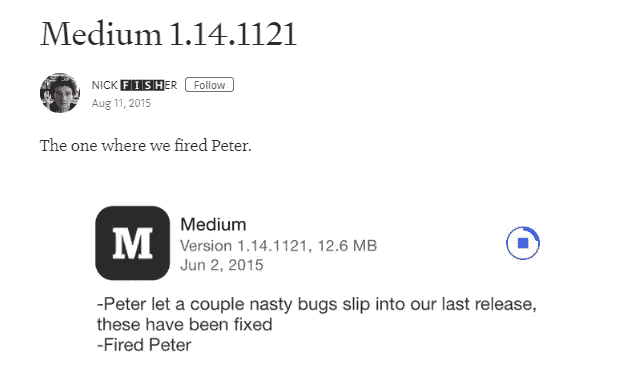 Medium 1.14.1121
NICK FISHER Follow
Aug 11, 2015
The one where we fired Peter.
M
Medium
Version 1.14.1121, 12.6 MB
Jun 2, 2015
-Peter let a couple nasty bugs slip into our last release,
these have been fixed
-Fired Peter